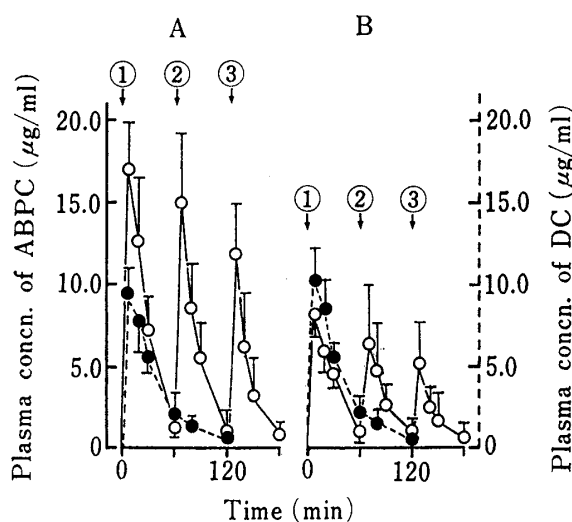 A B
① ② ③
Plasma concn. of ABPC (μg/ml)
20.0
15.0
10.0
5.0
0
① ② ③
20.0
15.0
10.0
5.0
0
Plasma concn. of DC (μg/ml)
0 60 120 0 60 120
Time (min)